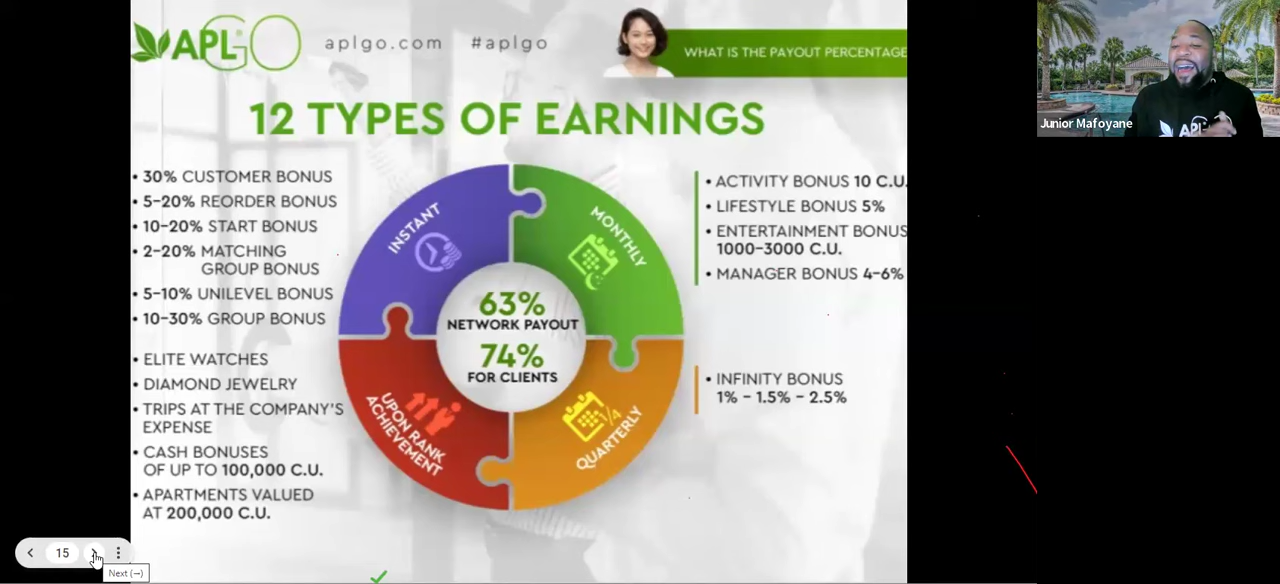 APLGO
aplgo.com #aplgo
WHAT IS THE PAYOUT PERCENTAGE
Junior Mafoyane
APL
12 TYPES OF EARNINGS
• 30% CUSTOMER BONUS
• 5-20% REORDER BONUS
• 10-20% START BONUS
• 2-20% MATCHING
GROUP BONUS
• 5-10% UNILEVEL BONUS
• 10-30% GROUP BONUS
• ELITE WATCHES
• DIAMOND JEWELRY
• TRIPS AT THE COMPANY'S
EXPENSE
• CASH BONUSES
OF UP TO 100,000 C.U.
• APARTMENTS VALUED
AT 200,000 C.U.
INSTANT
MONTHLY
63%
NETWORK PAYOUT
74%
FOR CLIENTS
UPON RANK
ACHIEVEMENT
1/4
QUARTERLY
• ACTIVITY BONUS 10 C.U.
• LIFESTYLE BONUS 5%
• ENTERTAINMENT BONUS
1000-3000 C.U.
• MANAGER BONUS 4-6%
• INFINITY BONUS
1% - 1.5% - 2.5%
15
Next (→)